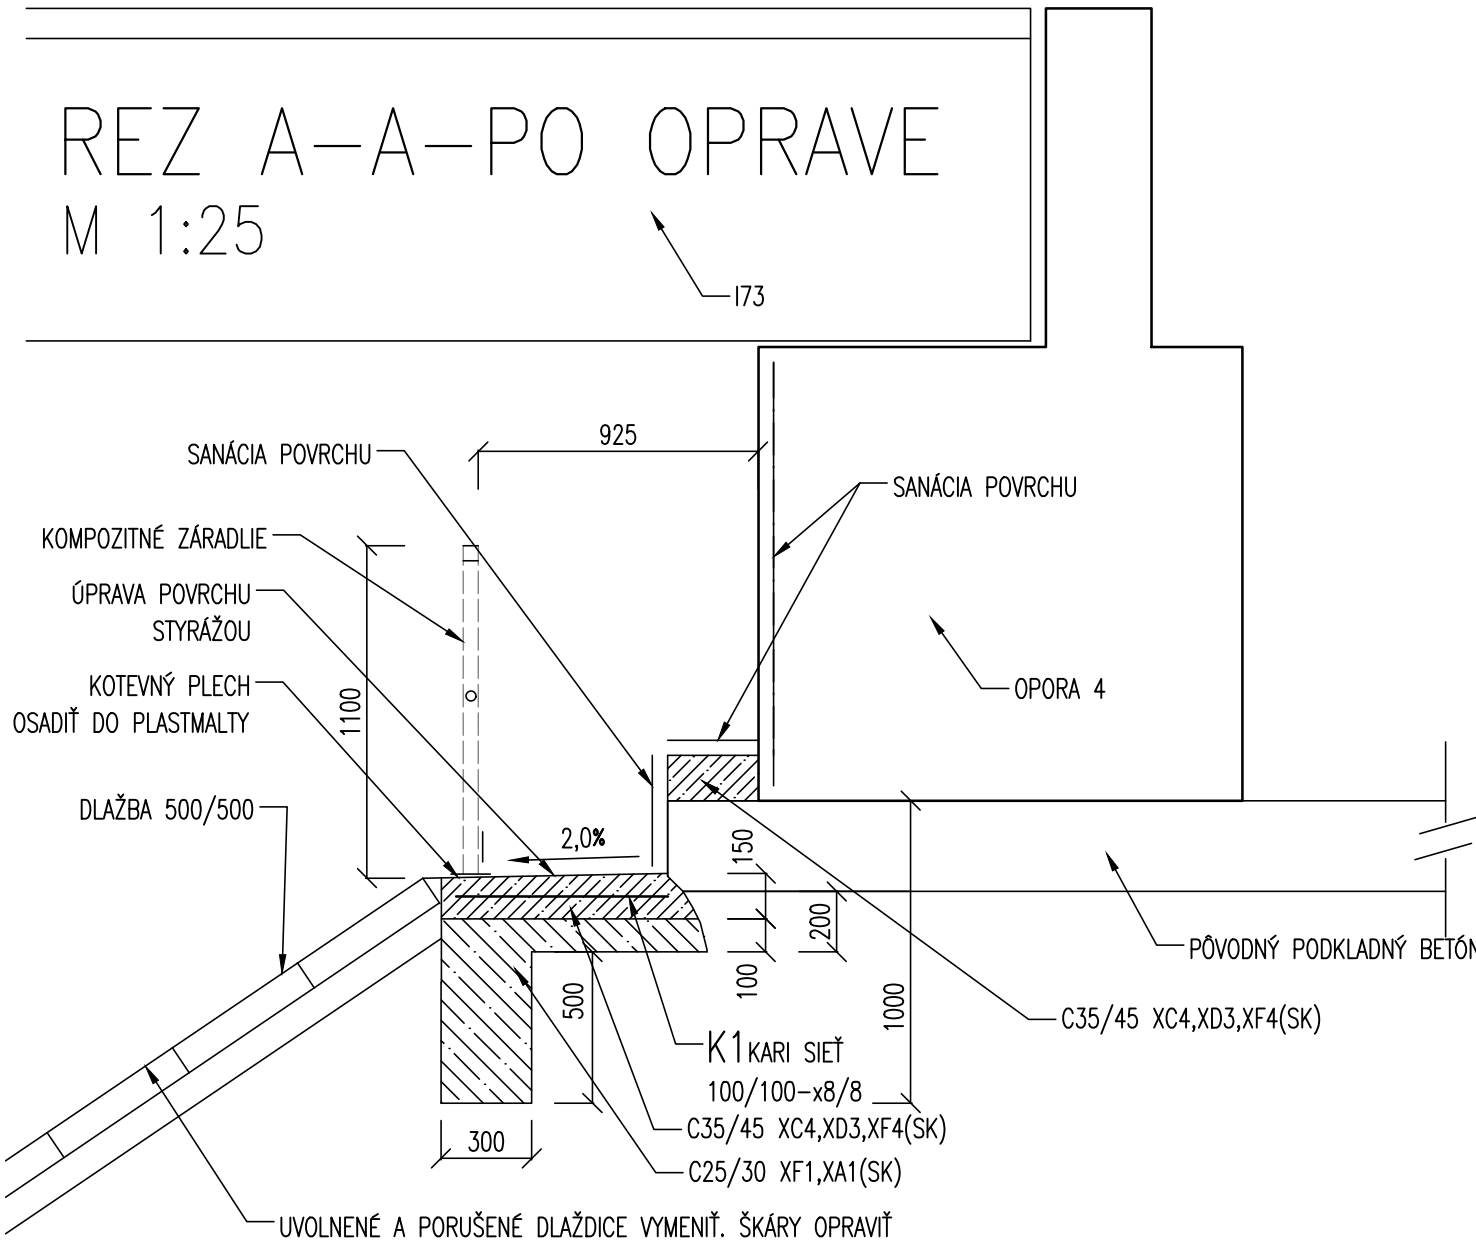 REZ A-A-PO OPRAVE
M 1:25
I73
925
SANÁCIA POVRCHU
SANÁCIA POVRCHU
KOMPOZITNÉ ZÁRADLIE
ÚPRAVA POVRCHU
STYRÁŽOU
KOTEVNÝ PLECH
OSADIŤ DO PLASTMALTY
1100
OPORA 4
DLAŽBA 500/500
2,0%
150
200
100
500
1000
PÔVODNÝ PODKLADNÝ BETÓN
C35/45 XC4,XD3,XF4(SK)
K1 KARI SIEŤ
100/100-x8/8
C35/45 XC4,XD3,XF4(SK)
300
C25/30 XF1,XA1(SK)
UVOLNENÉ A PORUŠENÉ DLAŽDICE VYMENIŤ. ŠKÁRY OPRAVIŤ